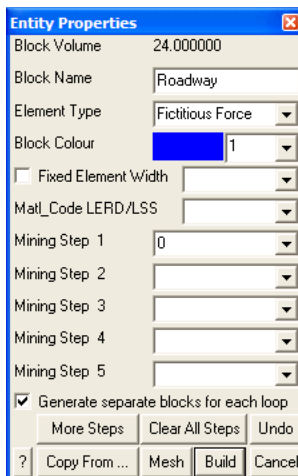 Entity Properties
Block Volume 24.000000
Block Name Roadway
Element Type Fictitious Force
Block Colour 1
Fixed Element Width
Matl_Code LERD/LSS
Mining Step 1 0
Mining Step 2
Mining Step 3
Mining Step 4
Mining Step 5
Generate separate blocks for each loop
More Steps Clear All Steps Undo
? Copy From ... Mesh Build Cancel